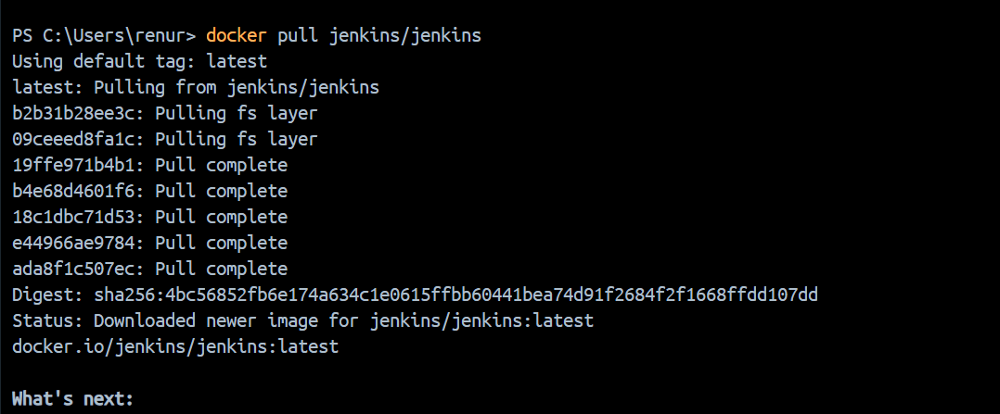 PS C:\Users\renur> docker pull jenkins/jenkins
Using default tag: latest
latest: Pulling from jenkins/jenkins
b2b31b28ee3c: Pulling fs layer
09ceeed8fa1c: Pulling fs layer
19ffe971b4b1: Pull complete
b4e68d4601f6: Pull complete
18c1dbc71d53: Pull complete
e44966ae9784: Pull complete
ada8f1c507ec: Pull complete
Digest: sha256:4bc56852fb6e174a634c1e0615ffbb60441bea74d91f2684f2f1668ffdd107dd
Status: Downloaded newer image for jenkins/jenkins:latest
docker.io/jenkins/jenkins:latest
What's next: